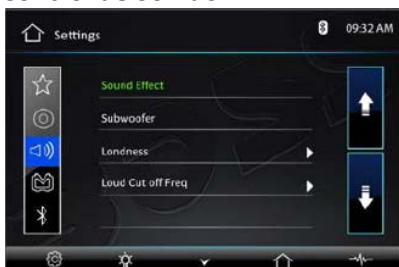 Settings
09:32 AM
Sound Effect
Subwoofer
Londness
Loud Cut off Freq